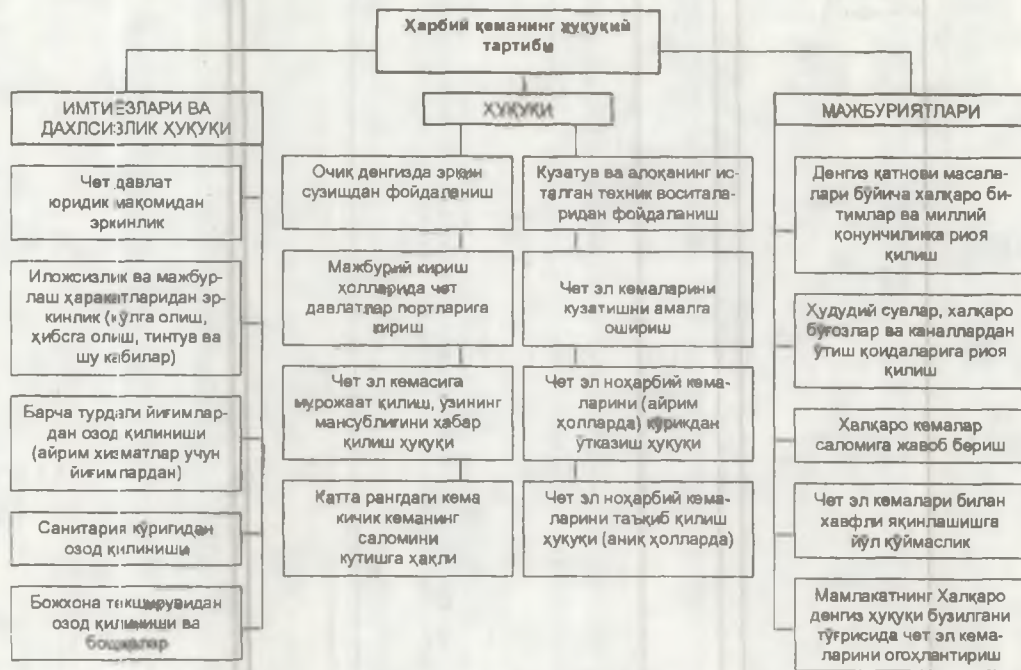 Ҳарбий қеманинг ҳуқуқий
тартиби
ИМТИЁЗЛАРИ ВА
ДАХЛСИЗЛИК ҲУҚУҚИ
Чет давлат
юридик мақомидан
эркинлик
Иложсизлик ва мажбур-
лаш ҳаракатларидан эр-
кинлик (қўлга олиш,
ҳибсга олиш, тинтув ва
шу кабилар)
Барча турдаги йиғимлар-
дан озод қилиниши
(айрим хизматлар учун
йиғимлардан)
Санитария кўригидан
озод қилиниши
Божхона текширувидан
озод қилиниши ва
бошқалар
ҲУҚУҚИ
Очиқ денгизда эркин
сузишдан фойдаланиш
Мажбурий кириш
ҳолларида чет
давлатлар портларига
кириш
Чет эл кемасига
мурожаат қилиш, узининг
мансублигини хабар
қилиш ҳуқуқи
Катта рангдаги кема
кичик кеманинг
саломини
кутишга ҳақли
Кузатув ва алоқанинг ис-
талган техник воситала-
ридан фойдаланиш
Чет эл кемаларини
кузатишни амалга
ошириш
Чет эл ноҳарбий кема-
ларини (айрим
ҳолларда) кўрикдан
ўтказиш ҳуқуқи
Чет эл ноҳарбий кема-
ларини таъқиб қилиш
ҳуқуқи (аниқ ҳолларда)
МАЖБУРИЯТЛАРИ
Денгиз қатнови масала-
лари бўйича халқаро би-
тимлар ва миллий
қонунчиликка риоя
қилиш
Ҳудудий сувлар, халқаро
бўғозлар ва каналлардан
ўтиш қоидаларига риоя
қилиш
Халқаро кемалар
саломига жавоб бериш
Чет эл кемалари билан
хавфли яқинлашишга
йўл қўймаслик
Мамлакатнинг Халқаро
денгиз ҳуқуқи бузилгани
тўғрисида чет эл кема-
ларини огоҳлантириш